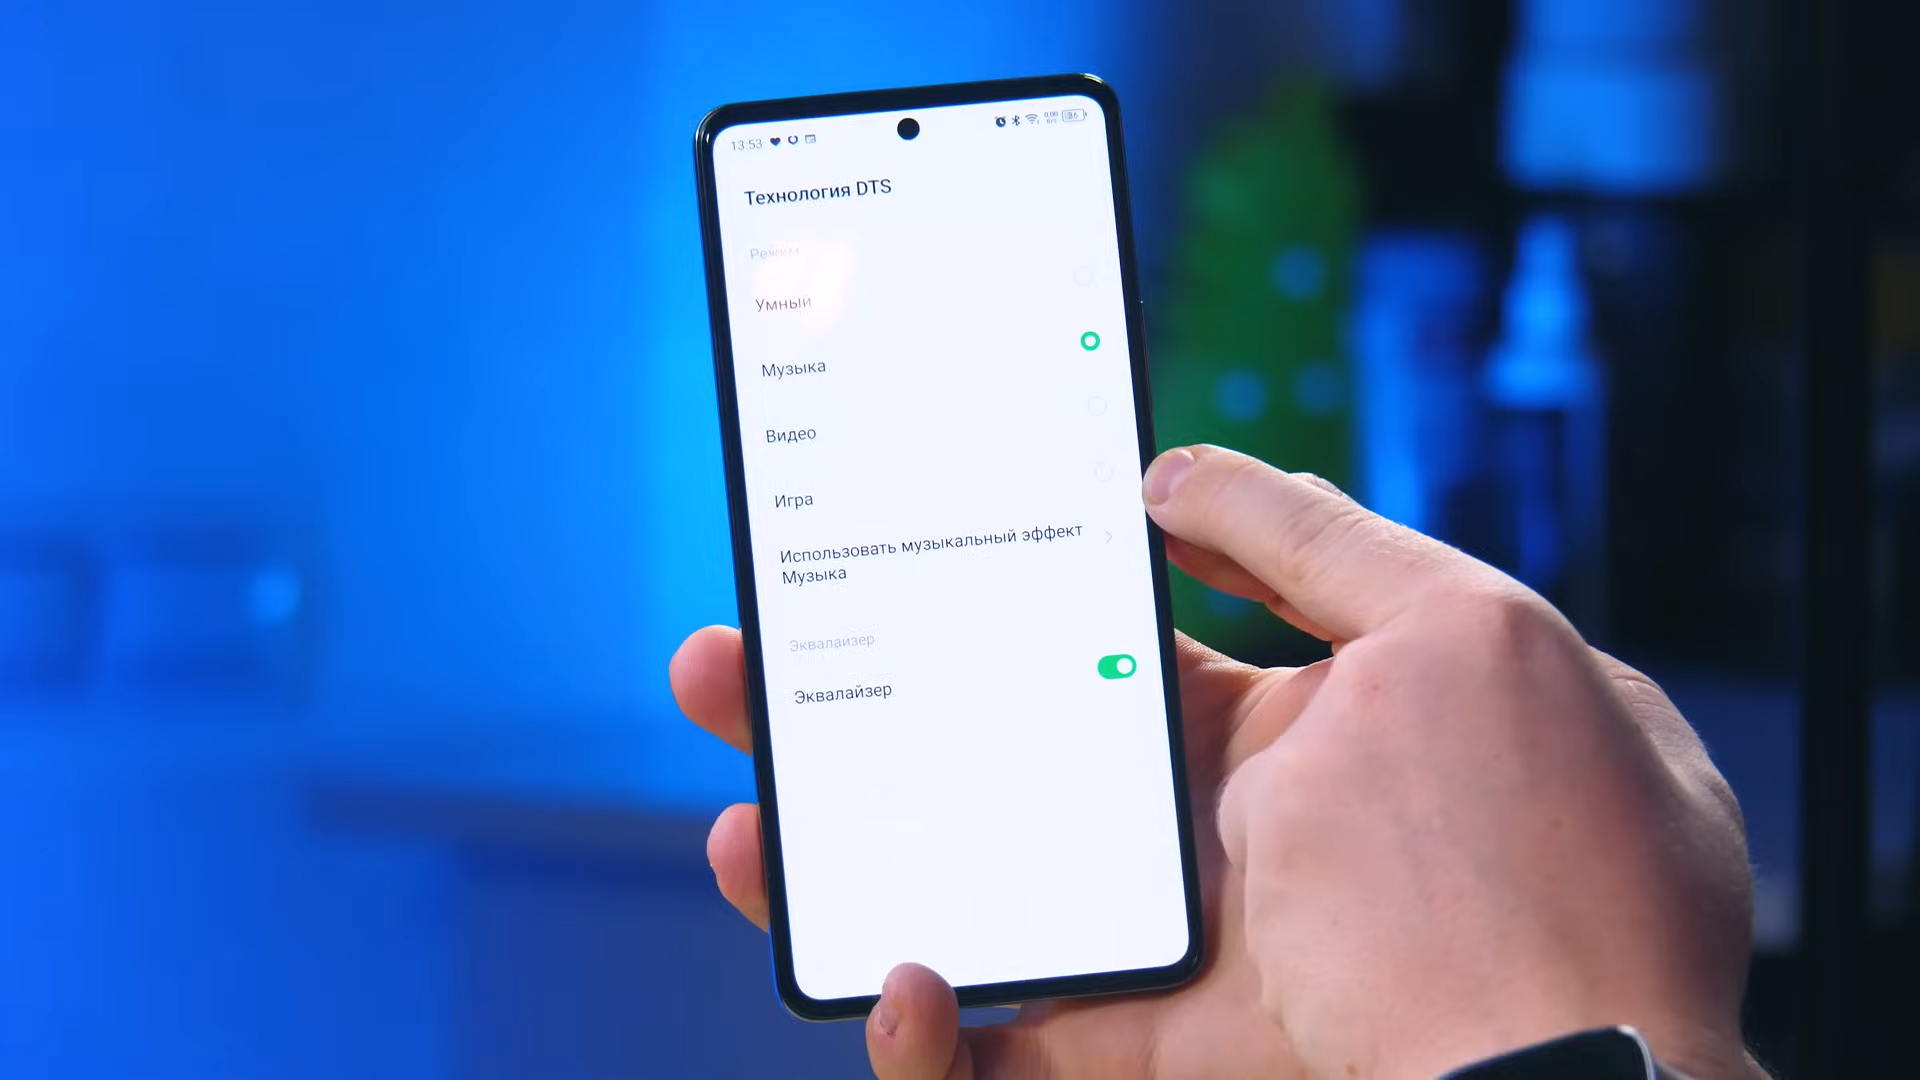 13:53
Технология DTS
Режим
Умный
Музыка
Видео
Игра
Использовать музыкальный эффект
Музыка
Эквалайзер
Эквалайзер